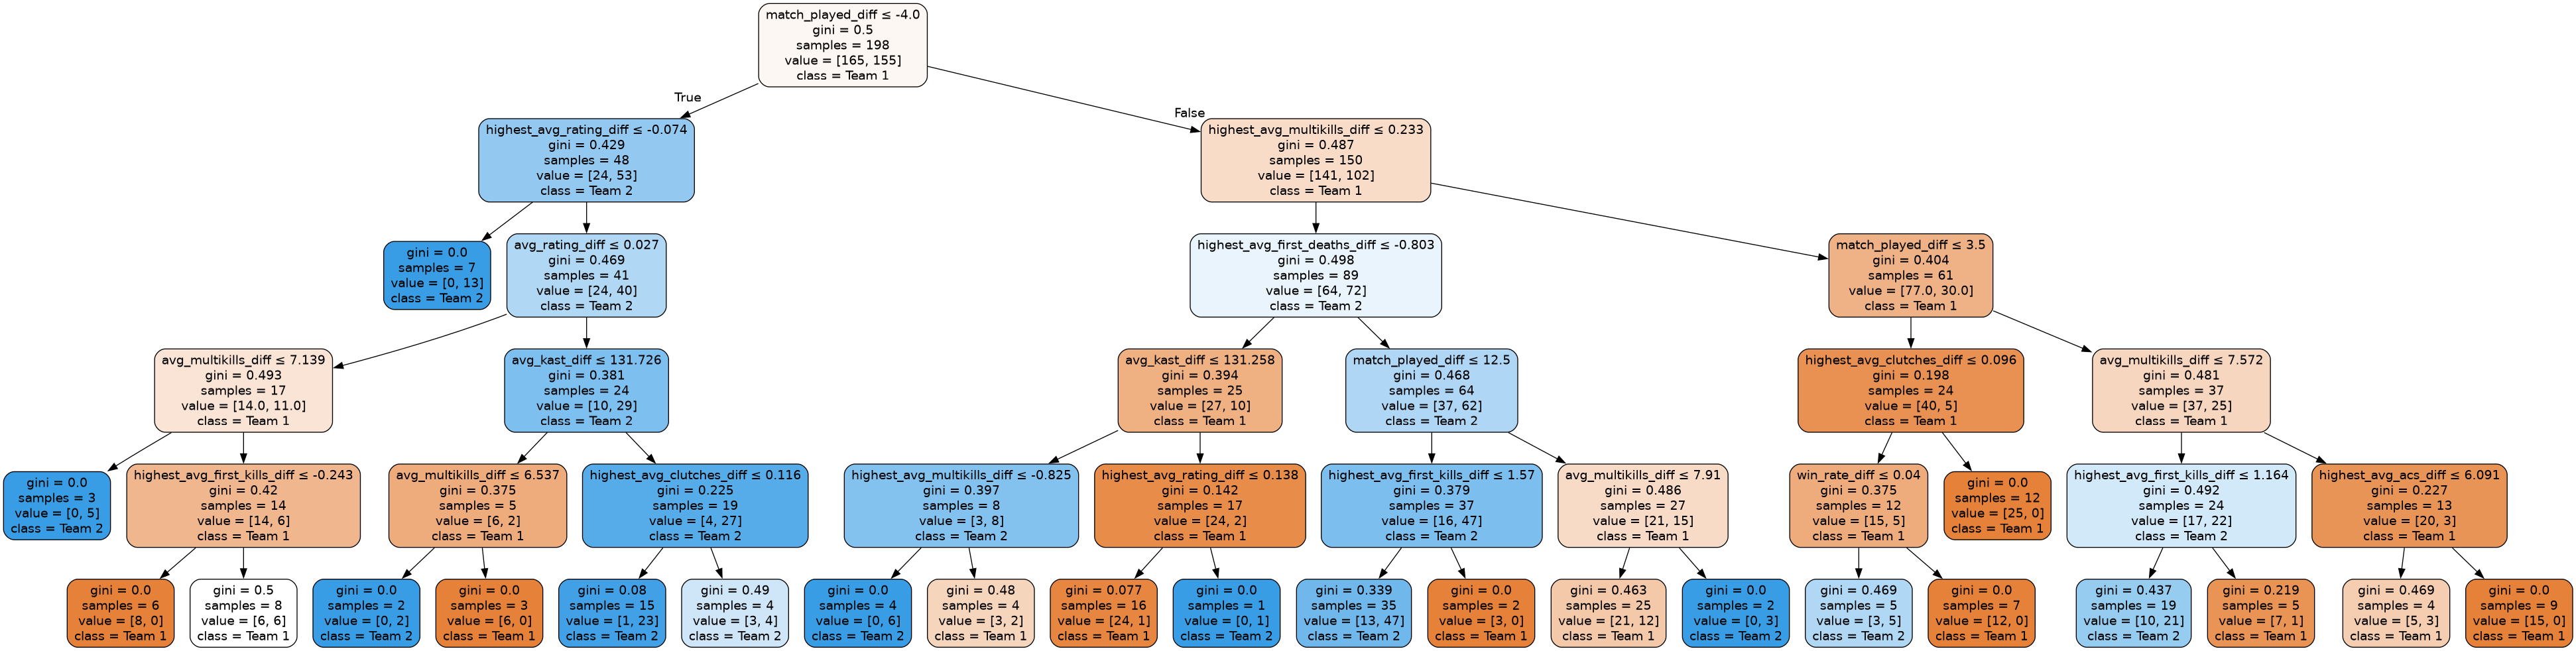 match_played_diff ≤ -4.0
gini = 0.5
samples = 198
value = [165, 155]
class = Team 1
True
False
highest_avg_rating_diff ≤ -0.074
gini = 0.429
samples = 48
value = [24, 53]
class = Team 2
highest_avg_multikills_diff ≤ 0.233
gini = 0.487
samples = 150
value = [141, 102]
class = Team 1
gini = 0.0
samples = 7
value = [0, 13]
class = Team 2
avg_rating_diff ≤ 0.027
gini = 0.469
samples = 41
value = [24, 40]
class = Team 2
highest_avg_first_deaths_diff ≤ -0.803
gini = 0.498
samples = 89
value = [64, 72]
class = Team 2
match_played_diff ≤ 3.5
gini = 0.404
samples = 61
value = [77.0, 30.0]
class = Team 1
avg_multikills_diff ≤ 7.139
gini = 0.493
samples = 17
value = [14.0, 11.0]
class = Team 1
avg_kast_diff ≤ 131.726
gini = 0.381
samples = 24
value = [10, 29]
class = Team 2
avg_kast_diff ≤ 131.258
gini = 0.394
samples = 25
value = [27, 10]
class = Team 1
match_played_diff ≤ 12.5
gini = 0.468
samples = 64
value = [37, 62]
class = Team 2
highest_avg_clutches_diff ≤ 0.096
gini = 0.198
samples = 24
value = [40, 5]
class = Team 1
avg_multikills_diff ≤ 7.572
gini = 0.481
samples = 37
value = [37, 25]
class = Team 1
gini = 0.0
samples = 3
value = [0, 5]
class = Team 2
highest_avg_first_kills_diff ≤ -0.243
gini = 0.42
samples = 14
value = [14, 6]
class = Team 1
avg_multikills_diff ≤ 6.537
gini = 0.375
samples = 5
value = [6, 2]
class = Team 1
highest_avg_clutches_diff ≤ 0.116
gini = 0.225
samples = 19
value = [4, 27]
class = Team 2
highest_avg_multikills_diff ≤ -0.825
gini = 0.397
samples = 8
value = [3, 8]
class = Team 2
highest_avg_rating_diff ≤ 0.138
gini = 0.142
samples = 17
value = [24, 2]
class = Team 1
highest_avg_first_kills_diff ≤ 1.57
gini = 0.379
samples = 37
value = [16, 47]
class = Team 2
avg_multikills_diff ≤ 7.91
gini = 0.486
samples = 27
value = [21, 15]
class = Team 1
win_rate_diff ≤ 0.04
gini = 0.375
samples = 12
value = [15, 5]
class = Team 1
gini = 0.0
samples = 12
value = [25, 0]
class = Team 1
highest_avg_first_kills_diff ≤ 1.164
gini = 0.492
samples = 24
value = [17, 22]
class = Team 2
highest_avg_acs_diff ≤ 6.091
gini = 0.227
samples = 13
value = [20, 3]
class = Team 1
gini = 0.0
samples = 6
value = [8, 0]
class = Team 1
gini = 0.5
samples = 8
value = [6, 6]
class = Team 1
gini = 0.0
samples = 2
value = [0, 2]
class = Team 2
gini = 0.0
samples = 3
value = [6, 0]
class = Team 1
gini = 0.08
samples = 15
value = [1, 23]
class = Team 2
gini = 0.49
samples = 4
value = [3, 4]
class = Team 2
gini = 0.0
samples = 4
value = [0, 6]
class = Team 2
gini = 0.48
samples = 4
value = [3, 2]
class = Team 1
gini = 0.077
samples = 16
value = [24, 1]
class = Team 1
gini = 0.0
samples = 1
value = [0, 1]
class = Team 2
gini = 0.339
samples = 35
value = [13, 47]
class = Team 2
gini = 0.0
samples = 2
value = [3, 0]
class = Team 1
gini = 0.463
samples = 25
value = [21, 12]
class = Team 1
gini = 0.0
samples = 2
value = [0, 3]
class = Team 2
gini = 0.469
samples = 5
value = [3, 5]
class = Team 2
gini = 0.0
samples = 7
value = [12, 0]
class = Team 1
gini = 0.437
samples = 19
value = [10, 21]
class = Team 2
gini = 0.219
samples = 5
value = [7, 1]
class = Team 1
gini = 0.469
samples = 4
value = [5, 3]
class = Team 1
gini = 0.0
samples = 9
value = [15, 0]
class = Team 1